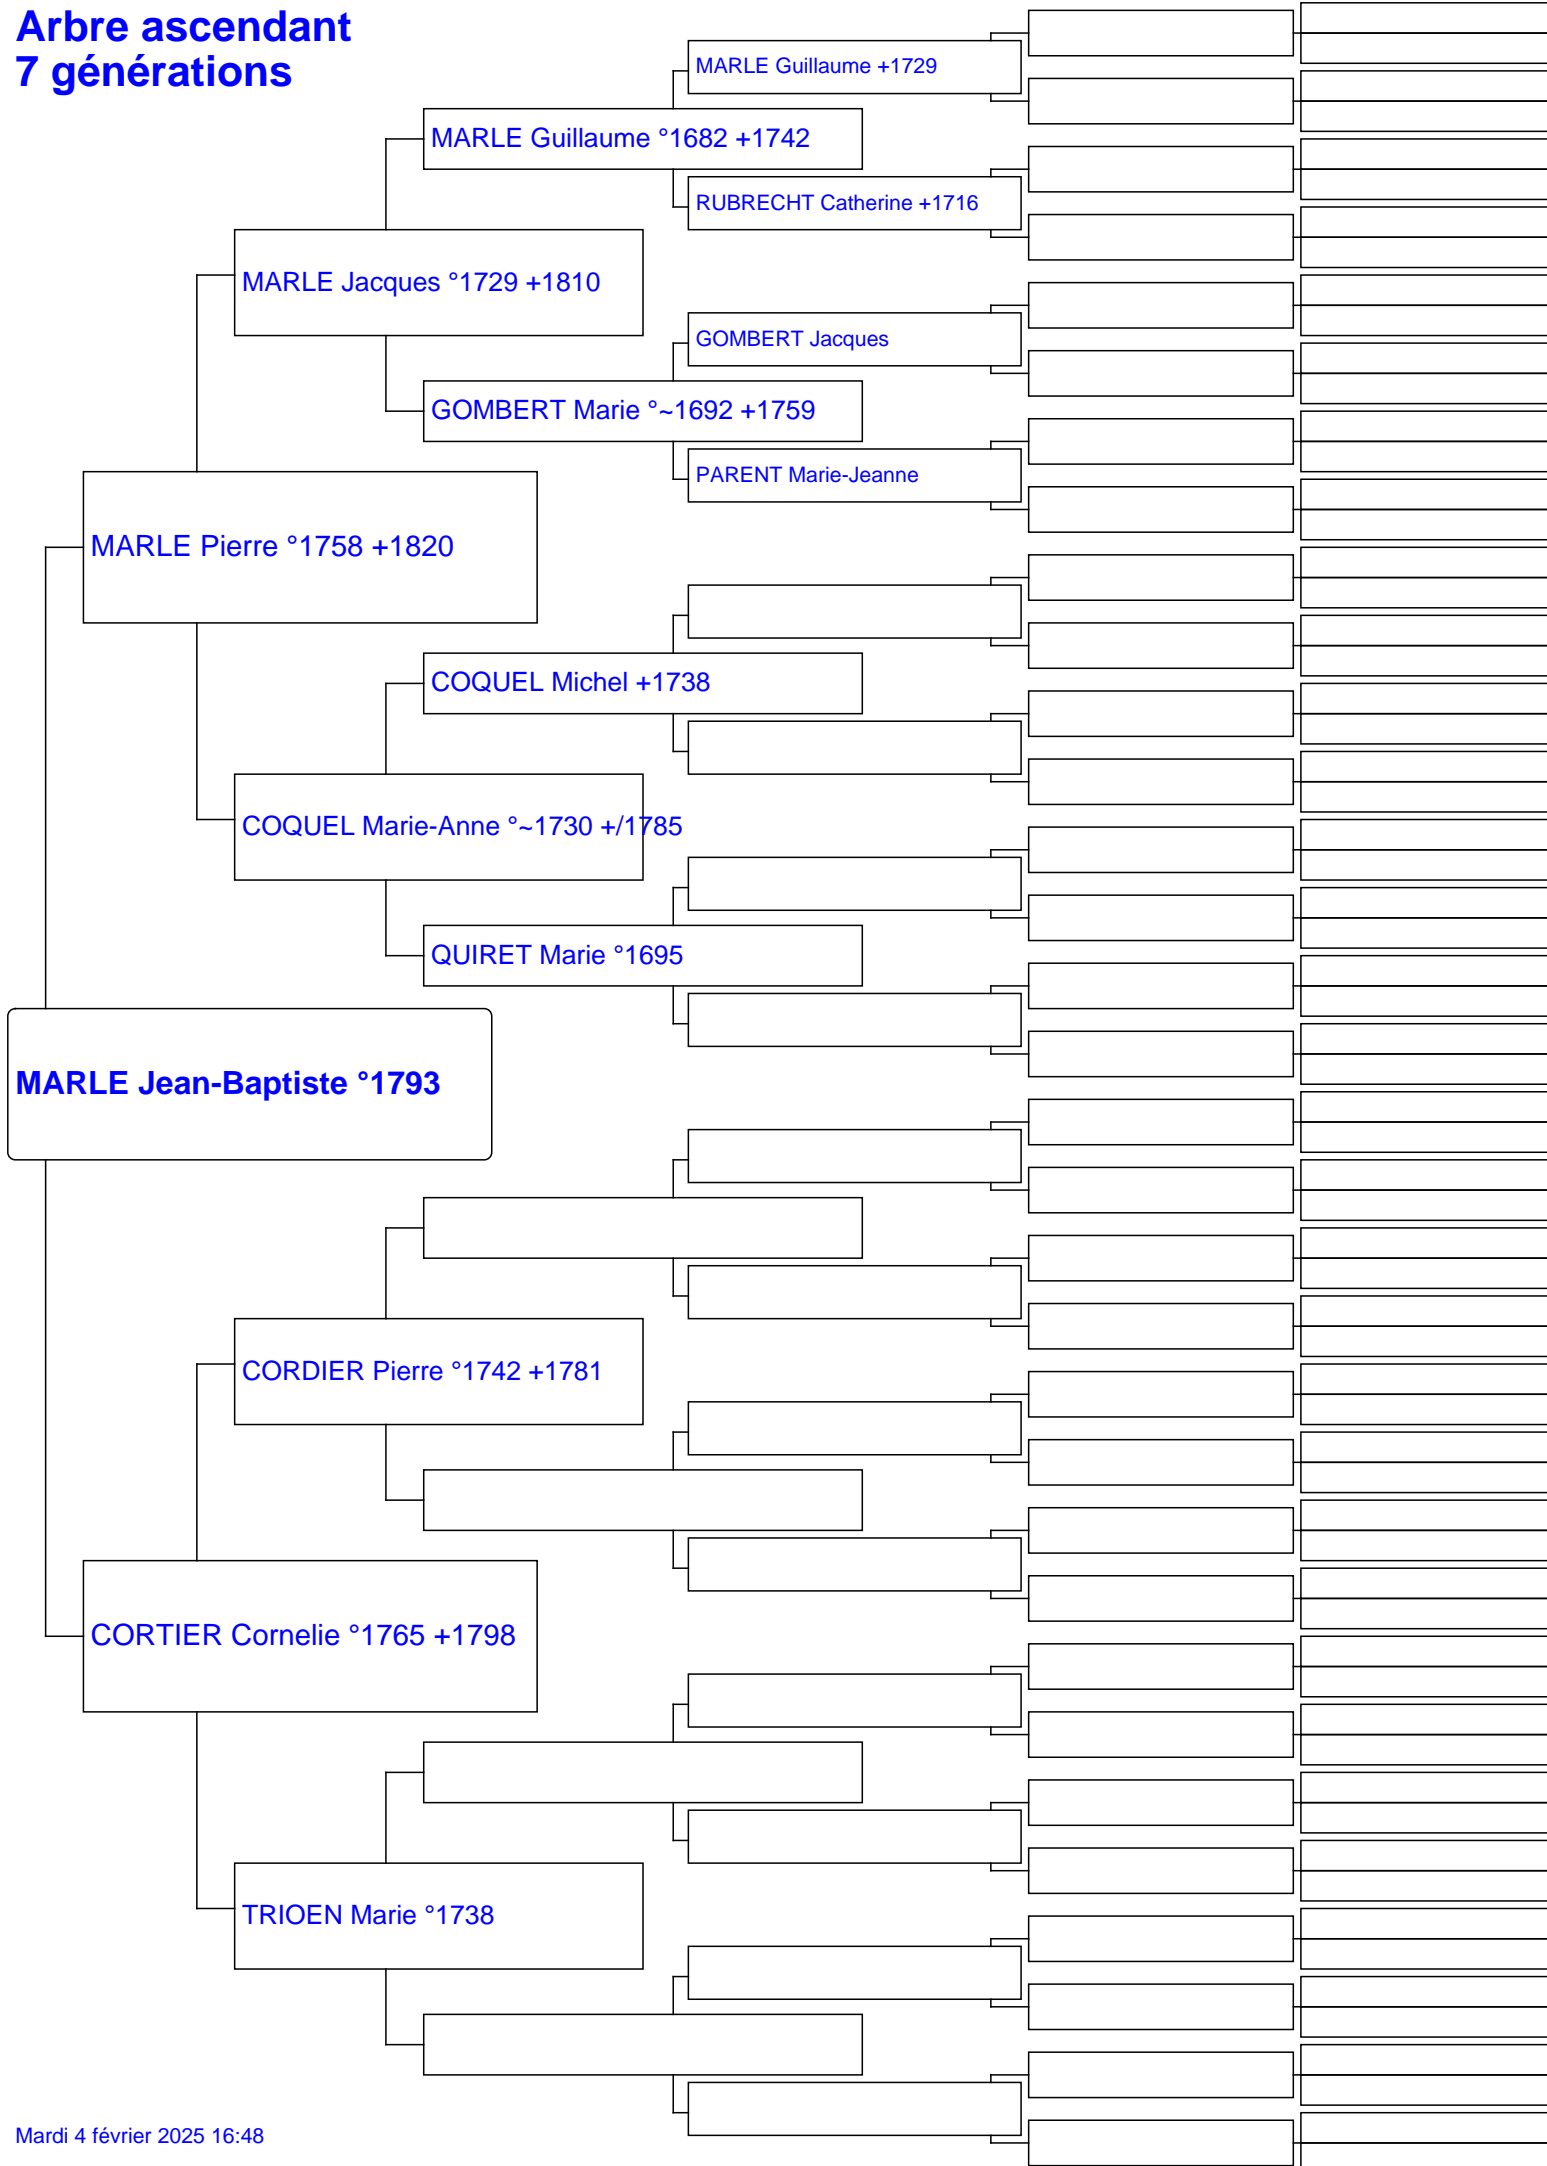 Arbre ascendant
7 générations
MARLE Guillaume +1729
MARLE Guillaume °1682 +1742
RUBRECHT Catherine +1716
MARLE Jacques °1729 +1810
GOMBERT Jacques
GOMBERT Marie °~1692 +1759
PARENT Marie-Jeanne
MARLE Pierre °1758 +1820
COQUEL Michel +1738
COQUEL Marie-Anne °~1730 +/1785
QUIRET Marie °1695
MARLE Jean-Baptiste °1793
CORDIER Pierre °1742 +1781
CORTIER Cornelie °1765 +1798
TRIOEN Marie °1738
Mardi 4 février 2025 16:48